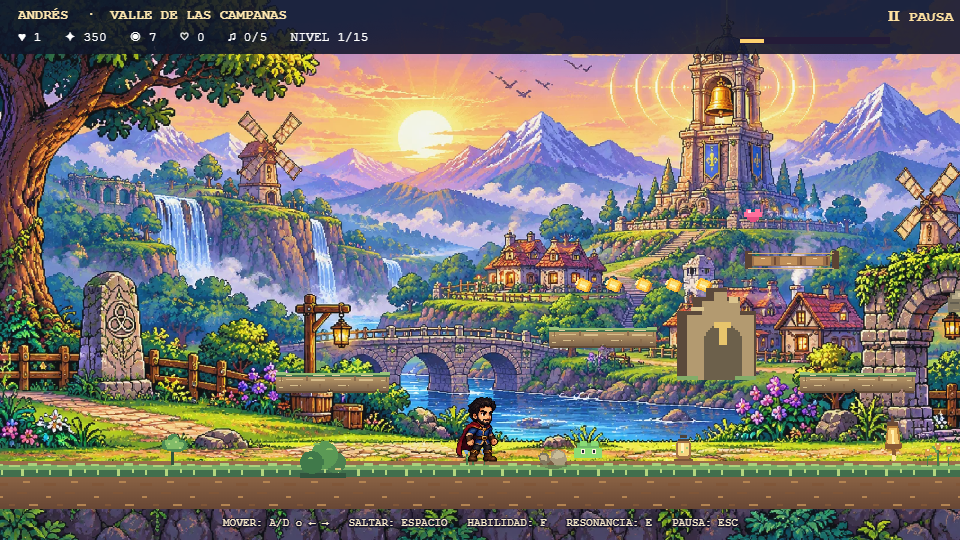 ANDRÉS · VALLE DE LAS CAMPANAS
II PAUSA
♥ 1 ✦ 350 ◉ 7 ♡ 0 ♫ 0/5 NIVEL 1/15
MOVER: A/D o ← → SALTAR: ESPACIO HABILIDAD: F RESONANCIA: E PAUSA: ESC